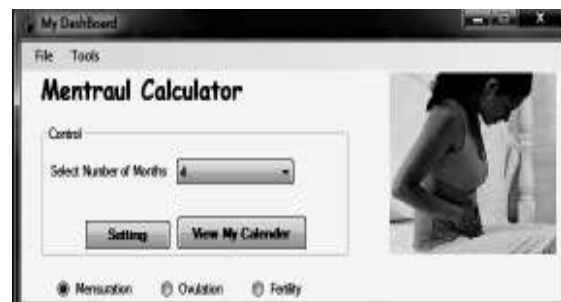 My DashBoard
File Tools
Mentraul Calculator
Control
Select Number of Months 4
Setting View My Calender
Mensuration Ovulation Fertility